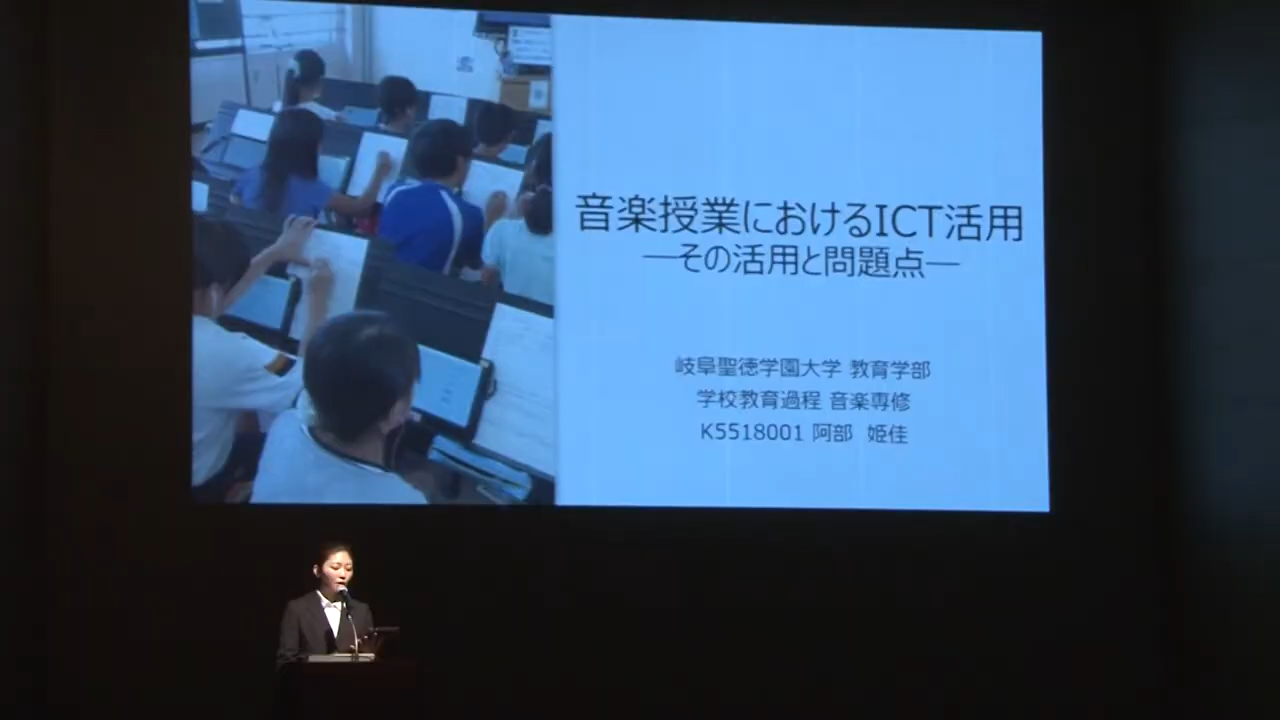 音楽授業におけるICT活用
―その活用と問題点―
岐阜聖徳学園大学 教育学部
学校教育過程 音楽専修
K5518001 阿部 姫佳